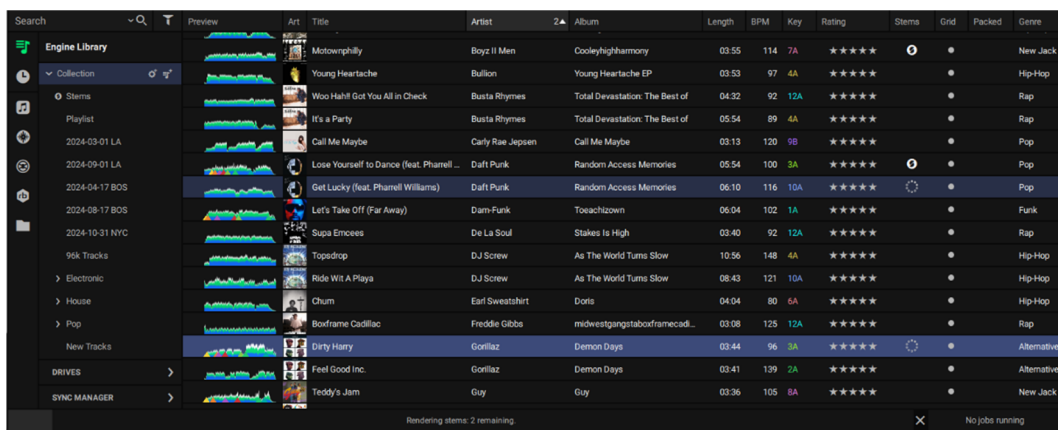 Search Preview Art Title Artist 2 Album Length BPM Key Rating Stems Grid Packed Genre
Engine Library
Collection
Stems
Playlist
2024-03-01 LA
2024-09-01 LA
2024-04-17 BOS
2024-08-17 BOS
2024-10-31 NYC
96k Tracks
Electronic
House
Pop
New Tracks
DRIVES
SYNC MANAGER
Motownphilly Boyz II Men Cooleyhighharmony 03:55 114 7A ★★★★★ New Jack
Young Heartache Bullion Young Heartache EP 03:53 97 4A ★★★★★ Hip-Hop
Woo Hah!! Got You All in Check Busta Rhymes Total Devastation: The Best of 04:32 92 12A ★★★★★ Rap
It's a Party Busta Rhymes Total Devastation: The Best of 05:54 89 4A ★★★★★ Rap
Call Me Maybe Carly Rae Jepsen Call Me Maybe 03:13 120 9B ★★★★★ Pop
Lose Yourself to Dance (feat. Pharrell ... Daft Punk Random Access Memories 05:54 100 3A ★★★★★ Pop
Get Lucky (feat. Pharrell Williams) Daft Punk Random Access Memories 06:10 116 10A ★★★★★ Pop
Let's Take Off (Far Away) Dam-Funk Toeachizown 06:04 102 1A ★★★★★ Funk
Supa Emcees De La Soul Stakes Is High 03:40 92 12A ★★★★★ Rap
Topsdrop DJ Screw As The World Turns Slow 10:56 148 4A ★★★★★ Hip-Hop
Ride Wit A Playa DJ Screw As The World Turns Slow 08:43 121 10A ★★★★★ Hip-Hop
Chum Earl Sweatshirt Doris 04:04 80 6A ★★★★★ Hip-Hop
Boxframe Cadillac Freddie Gibbs midwestgangstaboxframecadi... 03:08 125 12A ★★★★★ Rap
Dirty Harry Gorillaz Demon Days 03:44 96 3A ★★★★★ Alternative
Feel Good Inc. Gorillaz Demon Days 03:41 139 2A ★★★★★ Alternative
Teddy's Jam Guy Guy 03:36 105 8A ★★★★★ New Jack
Rendering stems: 2 remaining. No jobs running